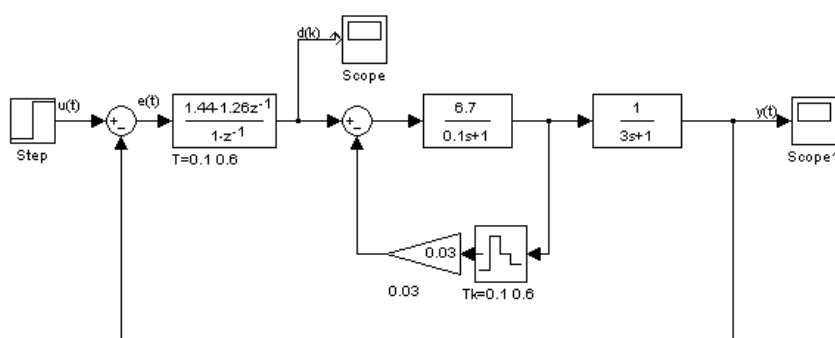 d(k)
Scope
u(t)
e(t)
1.44-1.26z-1
1-z-1
6.7
0.1s+1
1
3s+1
y(t)
Step
T=0.1 0.6
Scope1
0.03
0.03
Tk=0.1 0.6